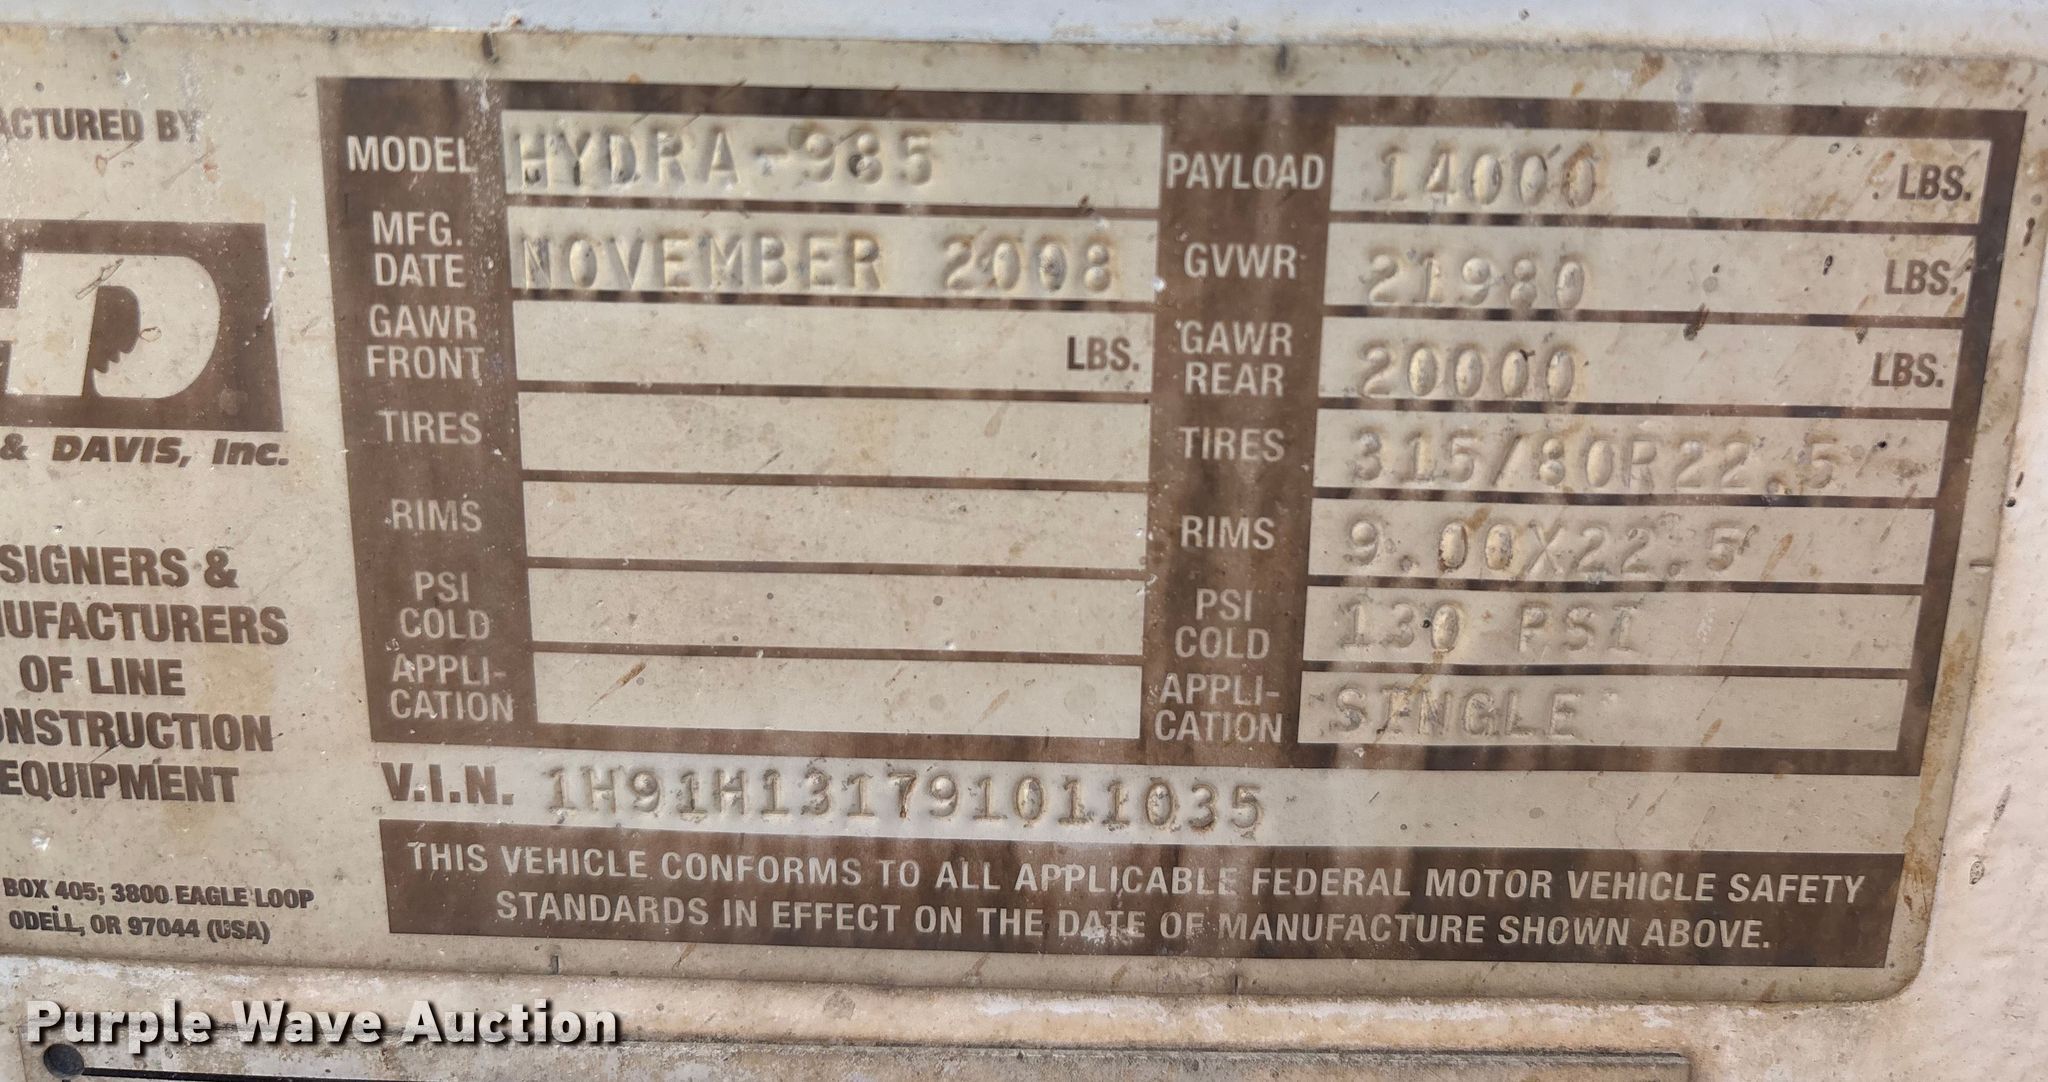 ACTURED BY
D
& DAVIS, Inc.
SIGNERS &
NUFACTURERS
OF LINE
ONSTRUCTION
EQUIPMENT
BOX 405; 3800 EAGLE LOOP
ODELL, OR 97044 (USA)
MODEL HYDRA-985
MFG. DATE NOVEMBER 2008
GAWR FRONT LBS.
TIRES
RIMS
PSI COLD
APPLI-
CATION
PAYLOAD 14000 LBS.
GVWR 21980 LBS.
GAWR REAR 20000 LBS.
TIRES 315/80R22.5
RIMS 9.00X22.5
PSI COLD 130 PSI
APPLI-
CATION SINGLE
V.I.N. 1H91H131791011035
THIS VEHICLE CONFORMS TO ALL APPLICABLE FEDERAL MOTOR VEHICLE SAFETY
STANDARDS IN EFFECT ON THE DATE OF MANUFACTURE SHOWN ABOVE.
Purple Wave Auction